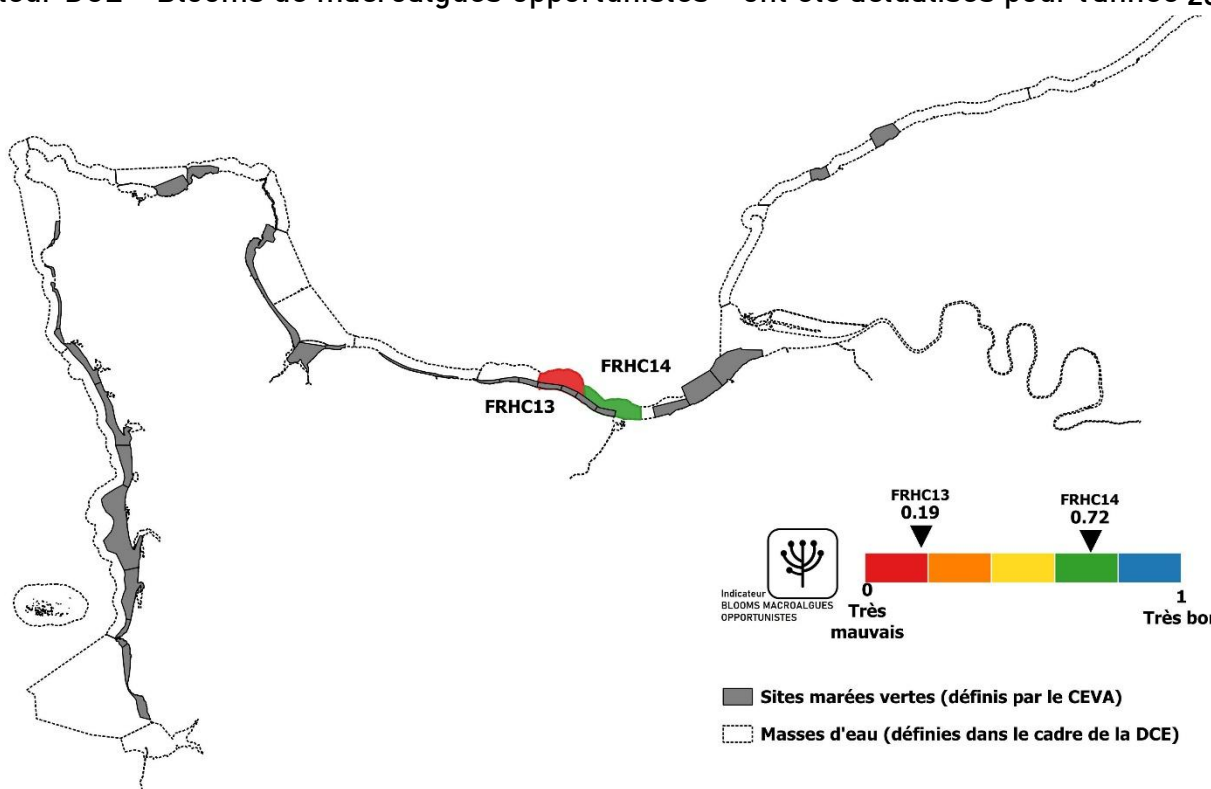 DCE « Blooms de macroalgues opportunistes » ont été actualisés pour l'année
FRHC14
FRHC13
FRHC13
0.19
FRHC14
0.72
Indicateur
BLOOMS MACROALGUES
OPPORTUNISTES
0
Très
mauvais
1
Très bon
Sites marées vertes (définis par le CEVA)
Masses d'eau (définies dans le cadre de la DCE)